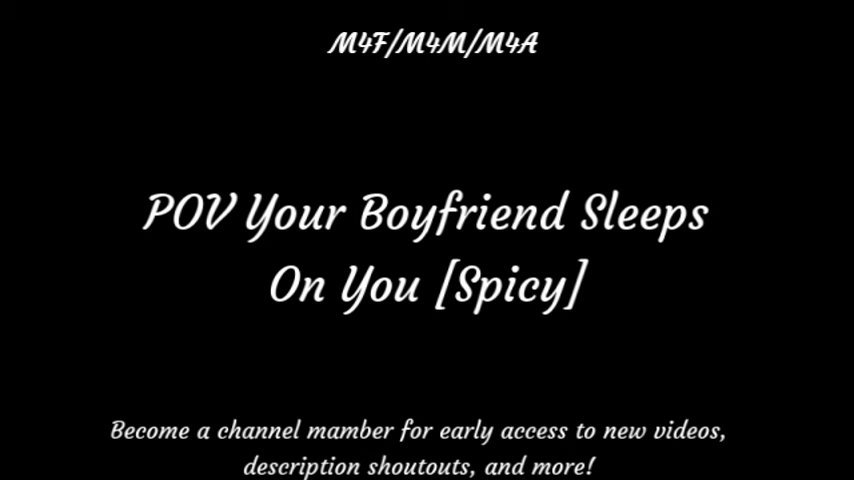 M4F/M4M/M4A
POV Your Boyfriend Sleeps
On You [Spicy]
Become a channel mamber for early access to new videos,
description shoutouts, and more!